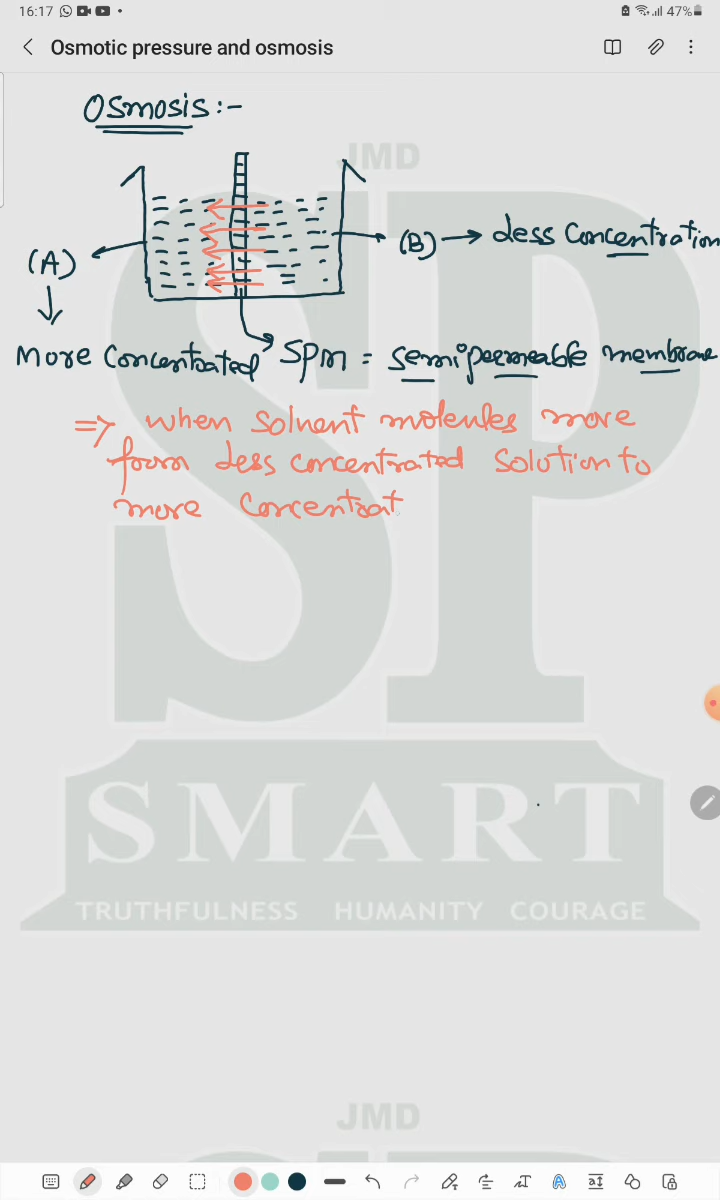 16:17 47%
Osmotic pressure and osmosis
Osmosis :-
JMD
(A)
(B) → Less Concentration
More Concentrated SPM = Semipermeable membrane
=> when Solvent molecules move
from Less concentrated Solution to
more Concentrat
SP
SMART
TRUTHFULNESS HUMANITY COURAGE
JMD